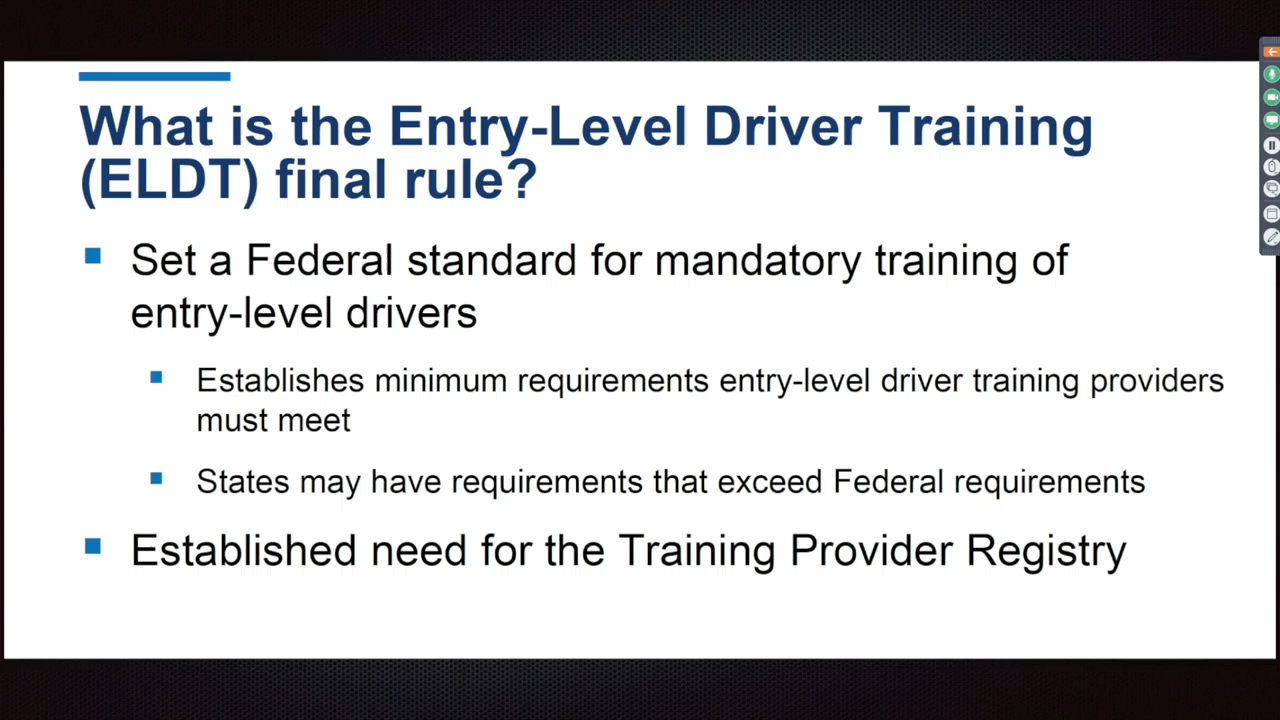 What is the Entry-Level Driver Training
(ELDT) final rule?
Set a Federal standard for mandatory training of
entry-level drivers
Establishes minimum requirements entry-level driver training providers
must meet
States may have requirements that exceed Federal requirements
Established need for the Training Provider Registry